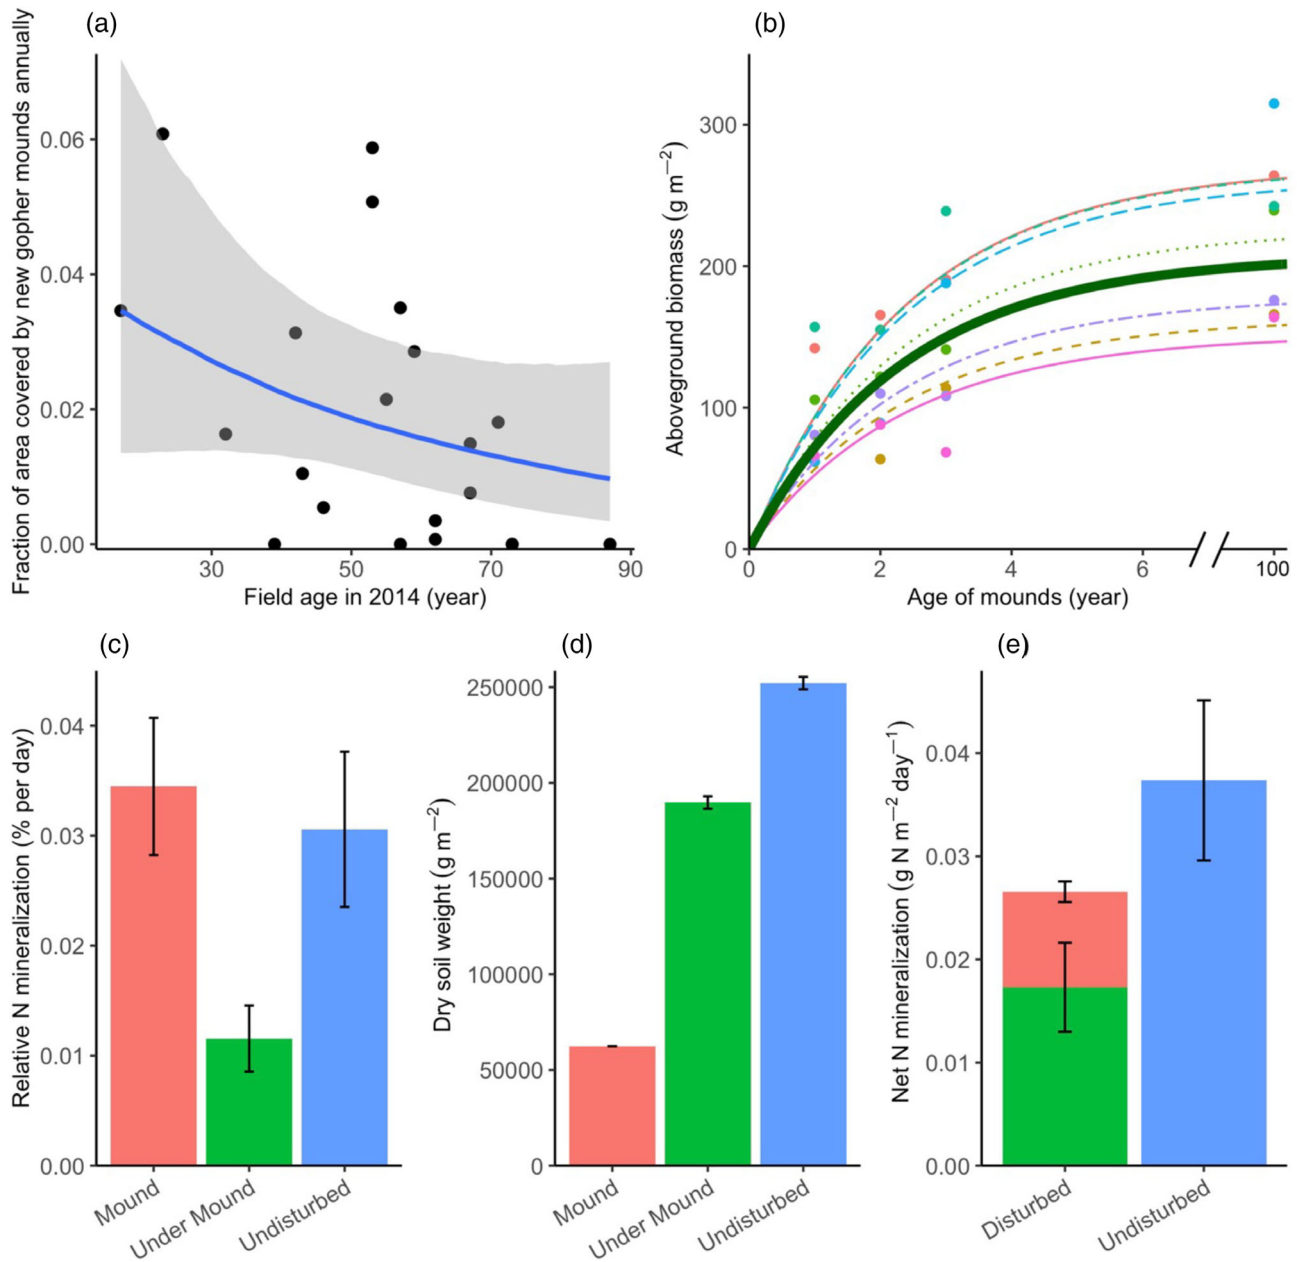 (a)
Fraction of area covered by new gopher mounds annually
0.06
0.04
0.02
0.00
30
50
70
90
Field age in 2014 (year)
(b)
Aboveground biomass (g m⁻²)
300
200
100
0
0
2
4
6
100
Age of mounds (year)
(c)
Relative N mineralization (% per day)
0.04
0.03
0.02
0.01
0.00
Mound
Under Mound
Undisturbed
(d)
Dry soil weight (g m⁻²)
250000
200000
150000
100000
50000
0
Mound
Under Mound
Undisturbed
(e)
Net N mineralization (g N m⁻² day⁻¹)
0.04
0.03
0.02
0.01
0.00
Disturbed
Undisturbed